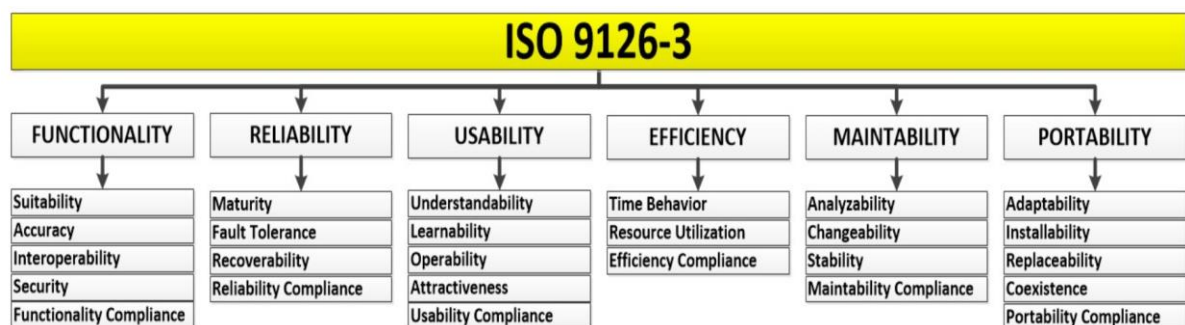 ISO 9126-3
FUNCTIONALITY
Suitability
Accuracy
Interoperability
Security
Functionality Compliance
RELIABILITY
Maturity
Fault Tolerance
Recoverability
Reliability Compliance
USABILITY
Understandability
Learnability
Operability
Attractiveness
Usability Compliance
EFFICIENCY
Time Behavior
Resource Utilization
Efficiency Compliance
MAINTABILITY
Analyzability
Changeability
Stability
Maintability Compliance
PORTABILITY
Adaptability
Installability
Replaceability
Coexistence
Portability Compliance